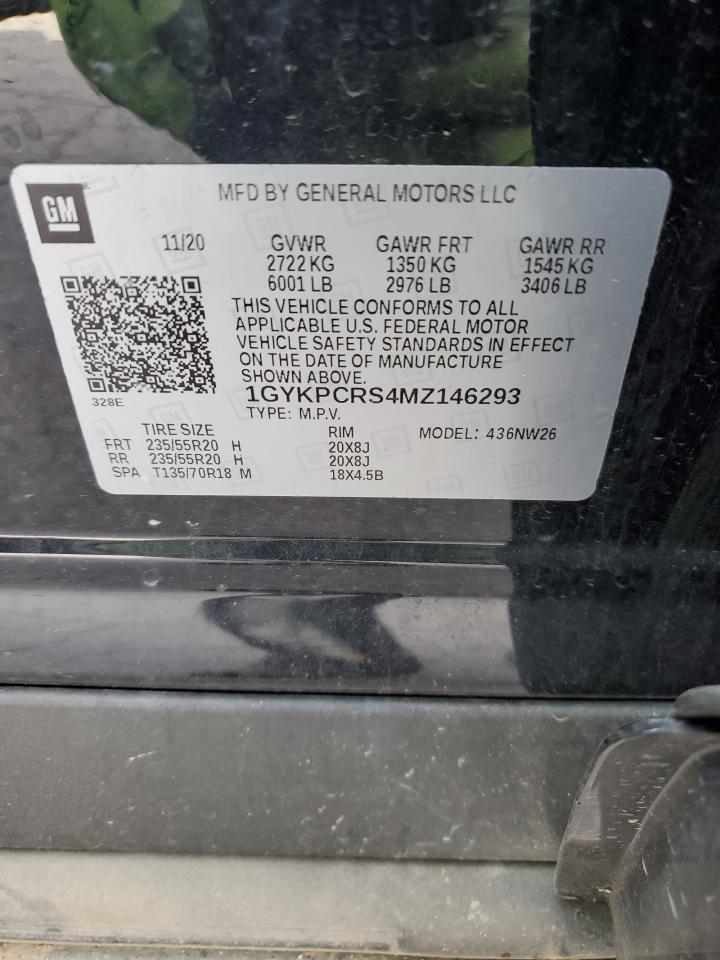 GM
MFD BY GENERAL MOTORS LLC
11/20 GVWR GAWR FRT GAWR RR
2722 KG 1350 KG 1545 KG
6001 LB 2976 LB 3406 LB
THIS VEHICLE CONFORMS TO ALL
APPLICABLE U.S. FEDERAL MOTOR
VEHICLE SAFETY STANDARDS IN EFFECT
ON THE DATE OF MANUFACTURE
SHOWN ABOVE.
328E
1GYKPCRS4MZ146293
TYPE: M.P.V.
TIRE SIZE RIM MODEL: 436NW26
FRT 235/55R20 H 20X8J
RR 235/55R20 H 20X8J
SPA T135/70R18 M 18X4.5B